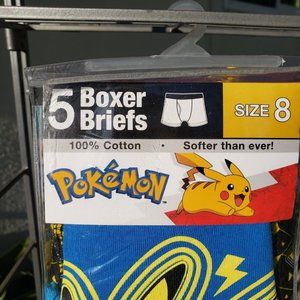 5 Boxer Briefs
SIZE 8
100% Cotton • Softer than ever!
POKéMON